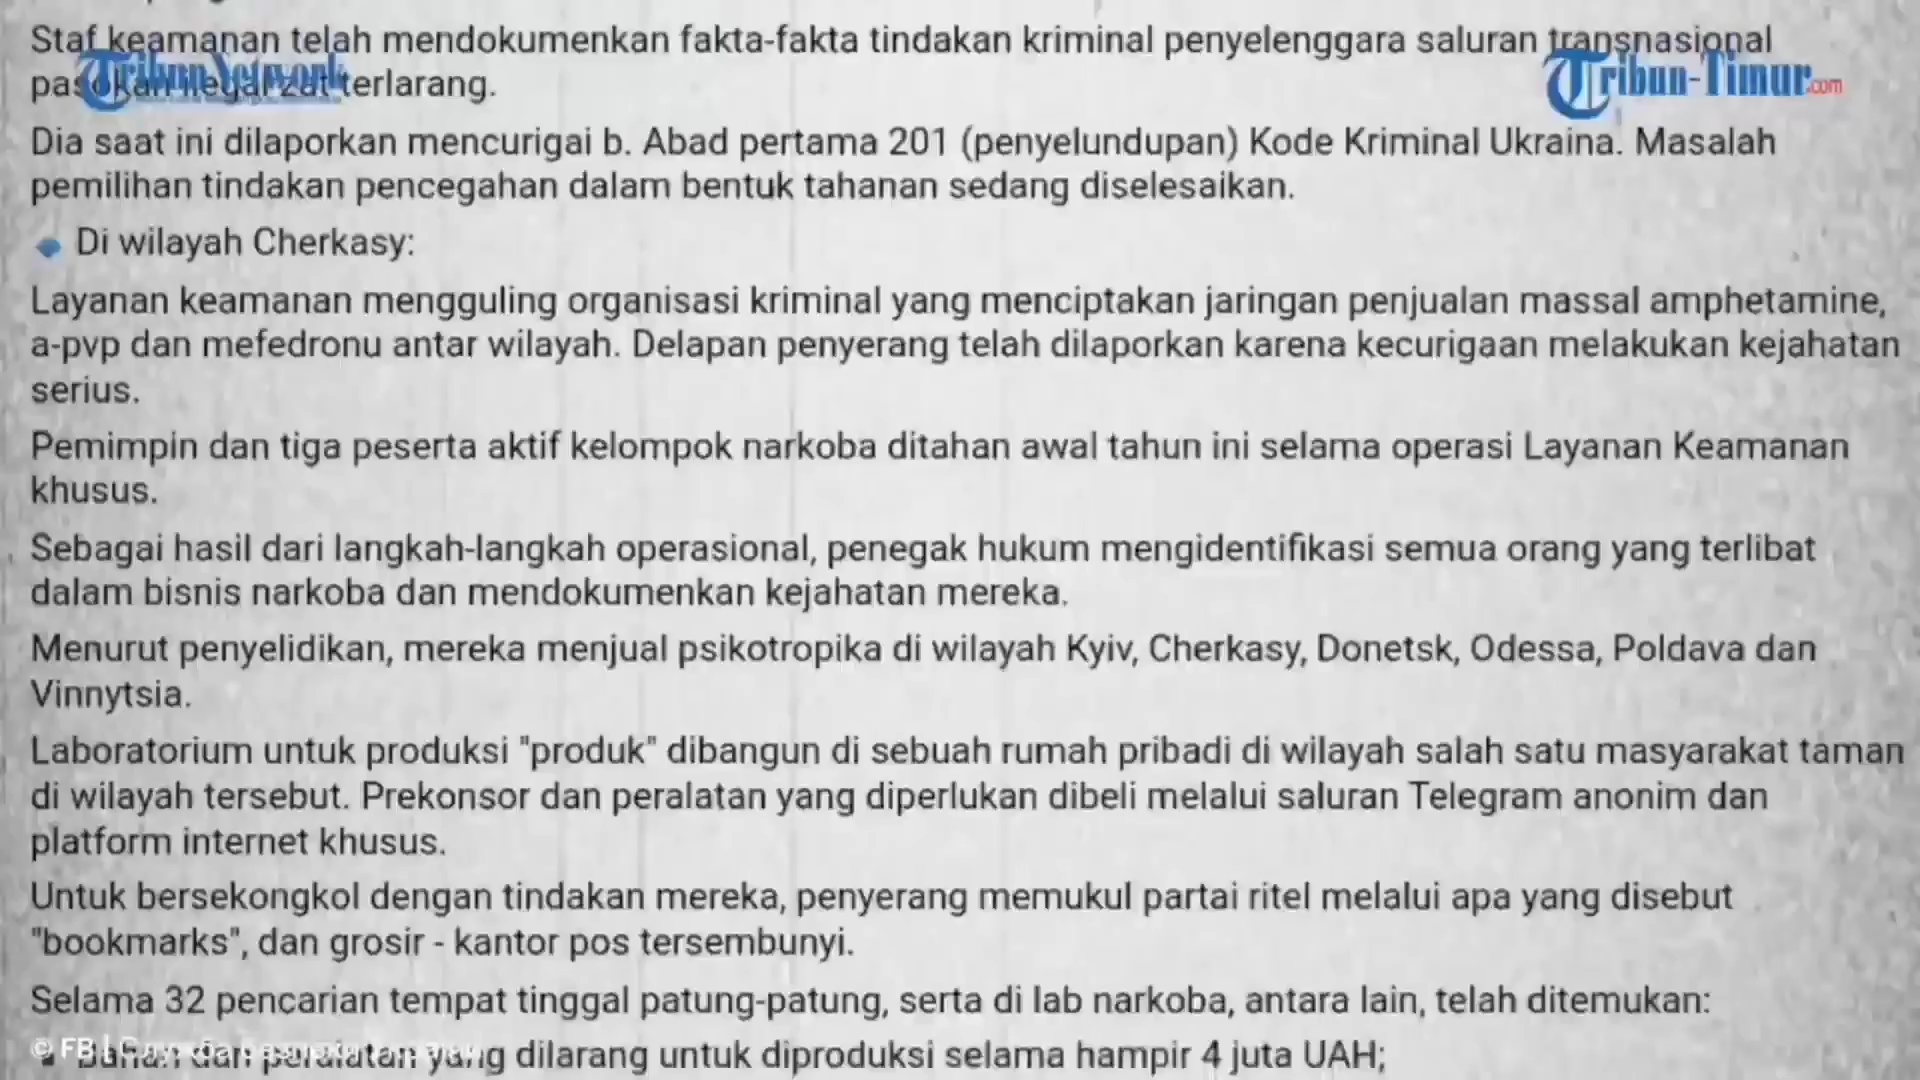 Staf keamanan telah mendokumenkan fakta-fakta tindakan kriminal penyelenggara saluran transnasional
Tribun Network
Tribun-Timur.com
terlarang.
Dia saat ini dilaporkan mencurigai b. Abad pertama 201 (penyelundupan) Kode Kriminal Ukraina. Masalah
pemilihan tindakan pencegahan dalam bentuk tahanan sedang diselesaikan.
Di wilayah Cherkasy:
Layanan keamanan mengguling organisasi kriminal yang menciptakan jaringan penjualan massal amphetamine,
a-pvp dan mefedronu antar wilayah. Delapan penyerang telah dilaporkan karena kecurigaan melakukan kejahatan
serius.
Pemimpin dan tiga peserta aktif kelompok narkoba ditahan awal tahun ini selama operasi Layanan Keamanan
khusus.
Sebagai hasil dari langkah-langkah operasional, penegak hukum mengidentifikasi semua orang yang terlibat
dalam bisnis narkoba dan mendokumenkan kejahatan mereka.
Menurut penyelidikan, mereka menjual psikotropika di wilayah Kyiv, Cherkasy, Donetsk, Odessa, Poldava dan
Vinnytsia.
Laboratorium untuk produksi "produk" dibangun di sebuah rumah pribadi di wilayah salah satu masyarakat taman
di wilayah tersebut. Prekonsor dan peralatan yang diperlukan dibeli melalui saluran Telegram anonim dan
platform internet khusus.
Untuk bersekongkol dengan tindakan mereka, penyerang memukul partai ritel melalui apa yang disebut
"bookmarks", dan grosir - kantor pos tersembunyi.
Selama 32 pencarian tempat tinggal patung-patung, serta di lab narkoba, antara lain, telah ditemukan:
© FB |
dan peralatan yang dilarang untuk diproduksi selama hampir 4 juta UAH;